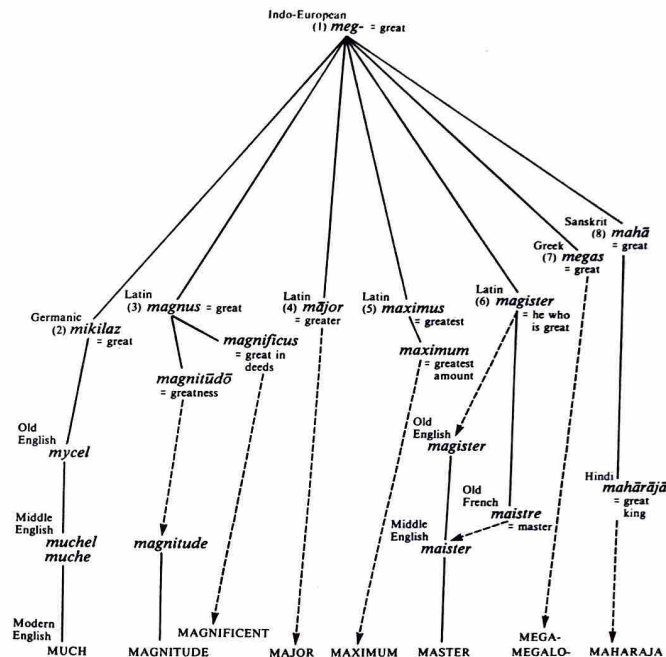 Indo-European
(1) meg- = great
Sanskrit
(8) mahā
= great
Greek
(7) megas
= great
Germanic
(2) mikilaz
= great
Latin
(3) magnus = great
magnificus
= great in
deeds
magnitūdō
= greatness
Latin
(4) mājor
= greater
Latin
(5) maximus
= greatest
maximum
= greatest
amount
Latin
(6) magister
= he who
is great
Old
English
mycel
Old
English
magister
Hindi
mahārājā
= great
king
Old
French
maistre
= master
Middle
English
muchel
muche
magnitude
Middle
English
maister
Modern
English
MUCH
MAGNITUDE
MAGNIFICENT
MAJOR
MAXIMUM
MASTER
MEGA-
MEGALO-
MAHARAJA